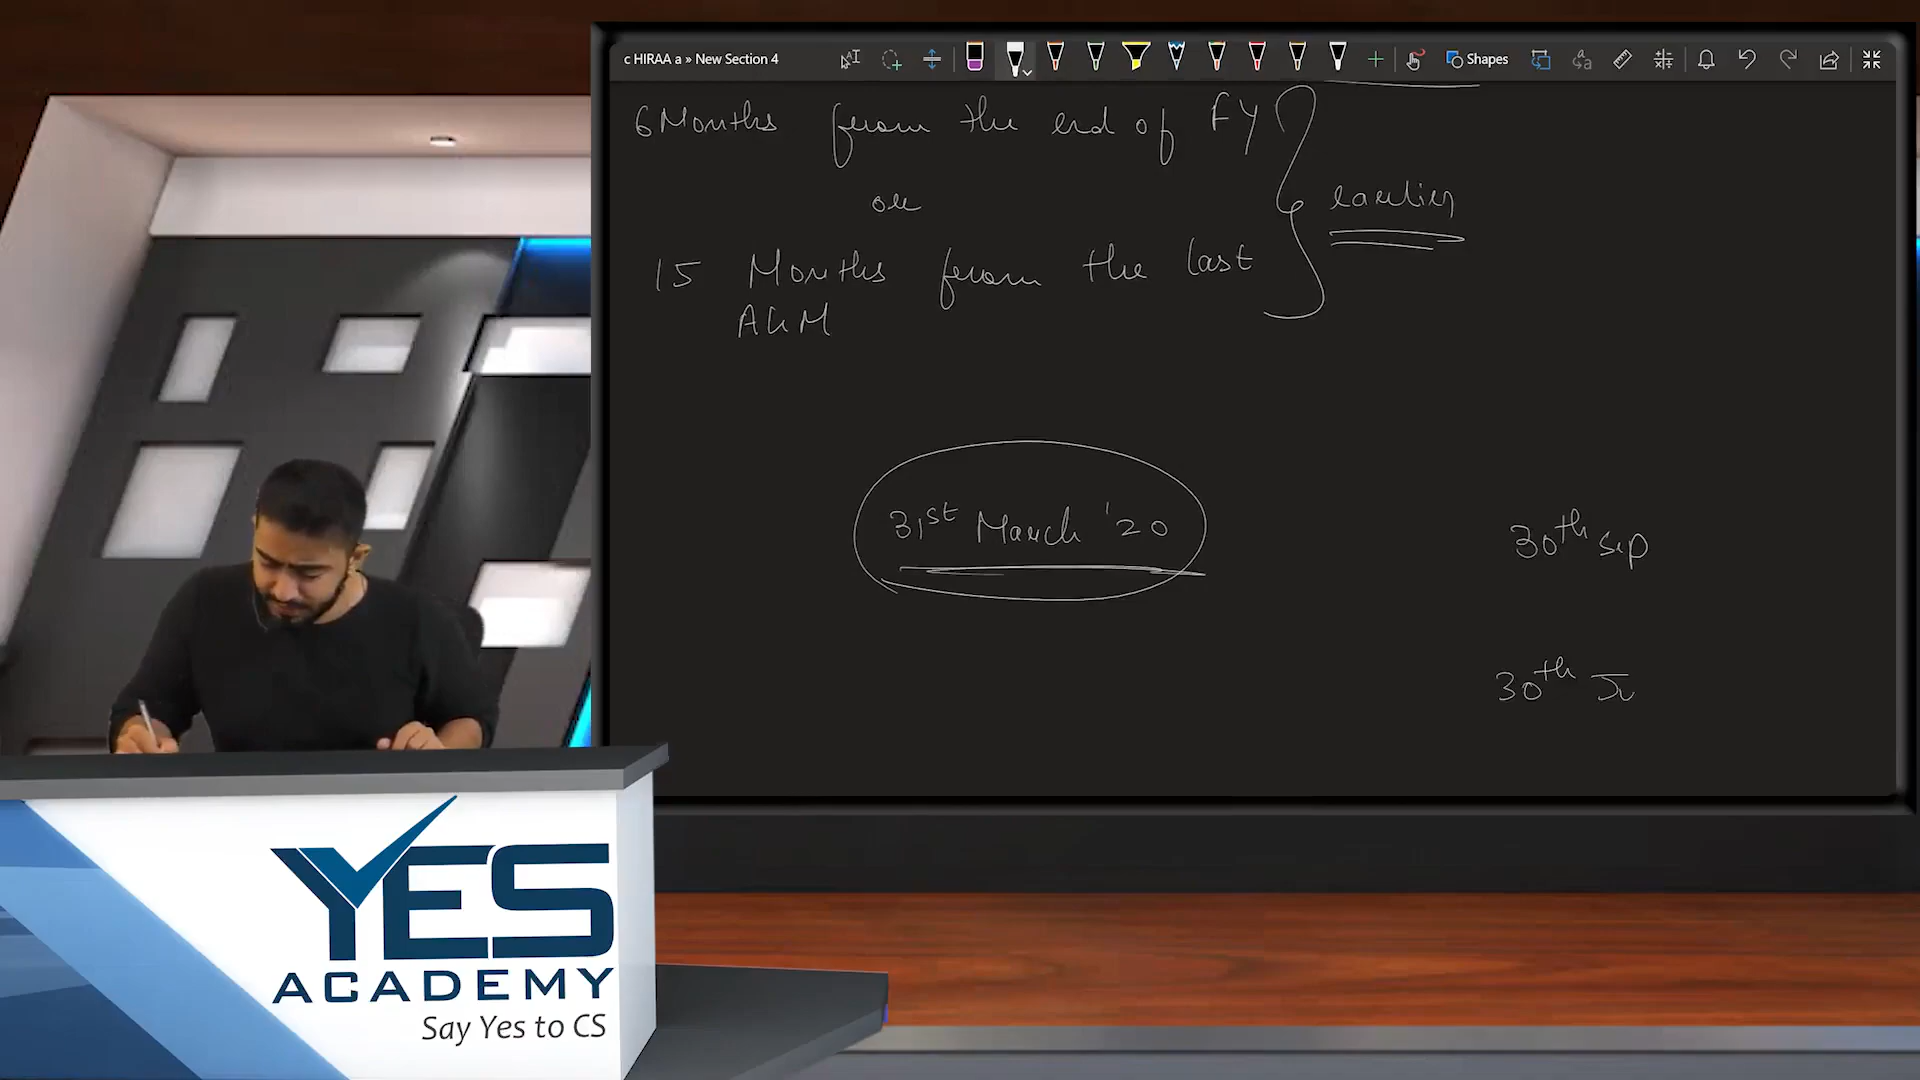 c HIRAA a » New Section 4
Shapes
6 Months from the end of FY
or
earlier
15 Months from the last
AGM
31st March '20
30th Sep
30th Ju
YES
ACADEMY
Say Yes to CS